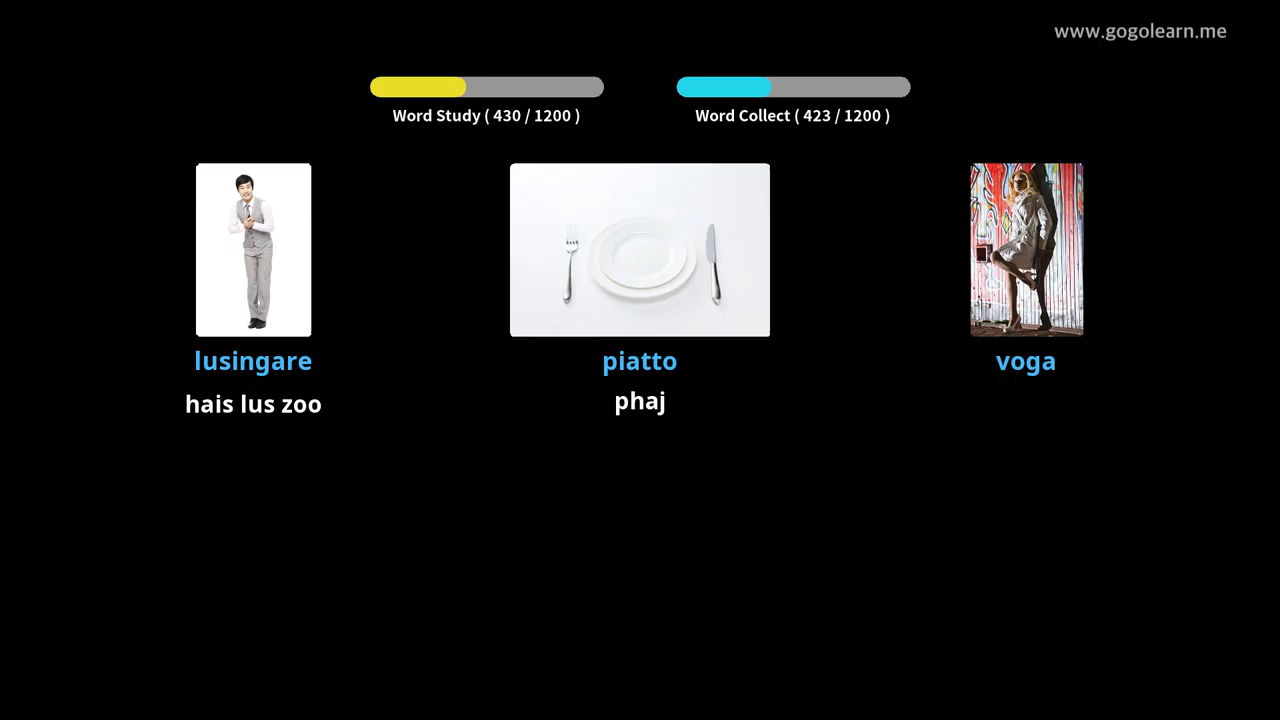 www.gogolearn.me
Word Study ( 430 / 1200 )
Word Collect ( 423 / 1200 )
lusingare
piatto
voga
hais lus zoo
phaj